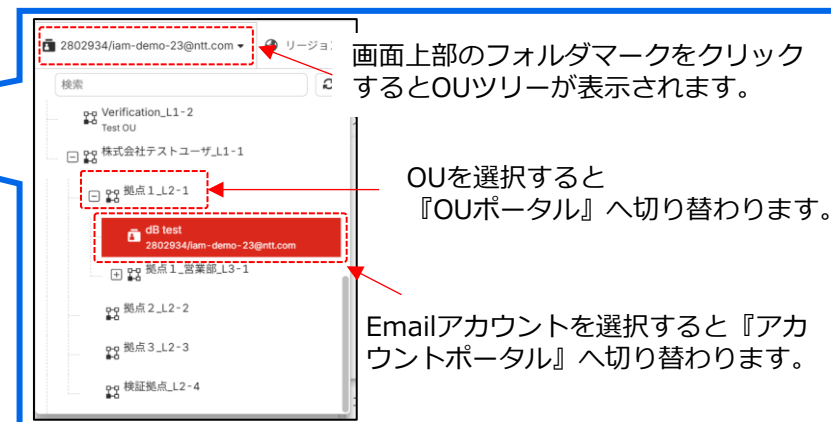 2802934/iam-demo-23@ntt.com
リージョ
画面上部のフォルダマークをクリック
するとOUツリーが表示されます。
検索
Verification_L1-2
Test OU
株式会社テストユーザ_L1-1
拠点１_L2-1
OUを選択すると
『OUポータル』へ切り替わります。
dB test
2802934/iam-demo-23@ntt.com
拠点１_営業部_L3-1
拠点２_L2-2
Emailアカウントを選択すると『アカ
ウントポータル』へ切り替わります。
拠点３_L2-3
検証拠点_L2-4